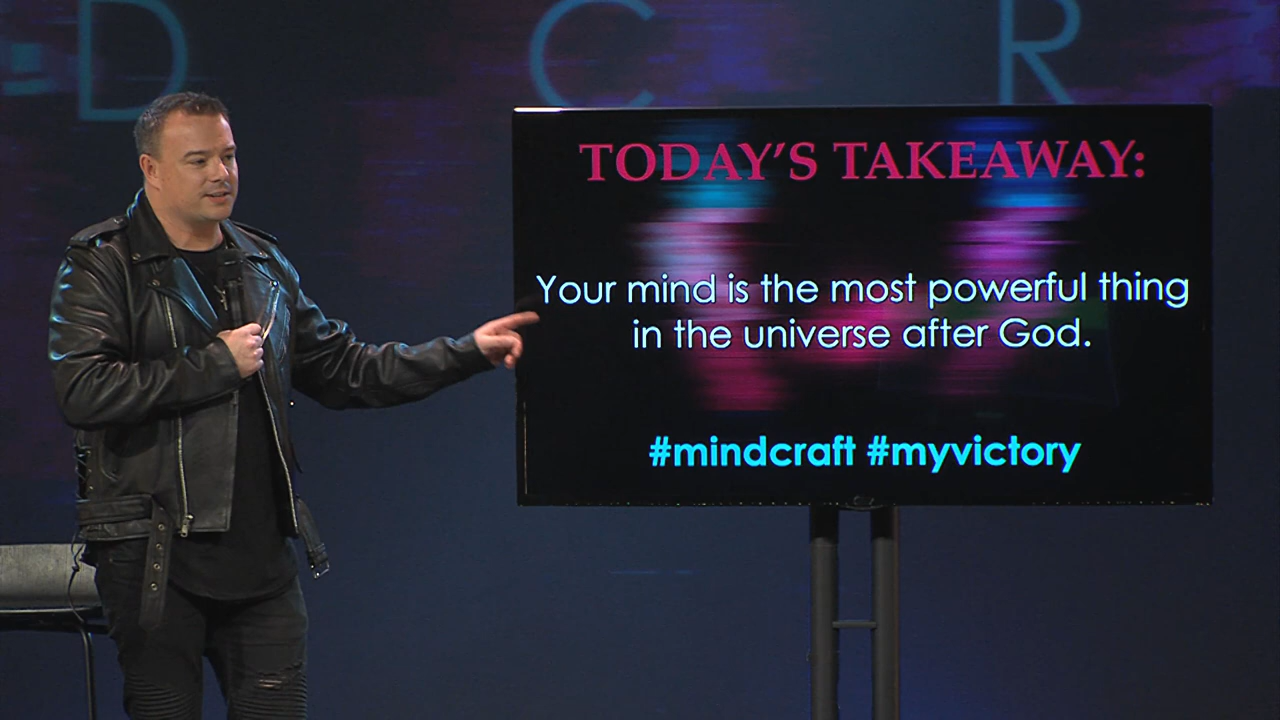 D C R
TODAY'S TAKEAWAY:
Your mind is the most powerful thing
in the universe after God.
#mindcraft #myvictory